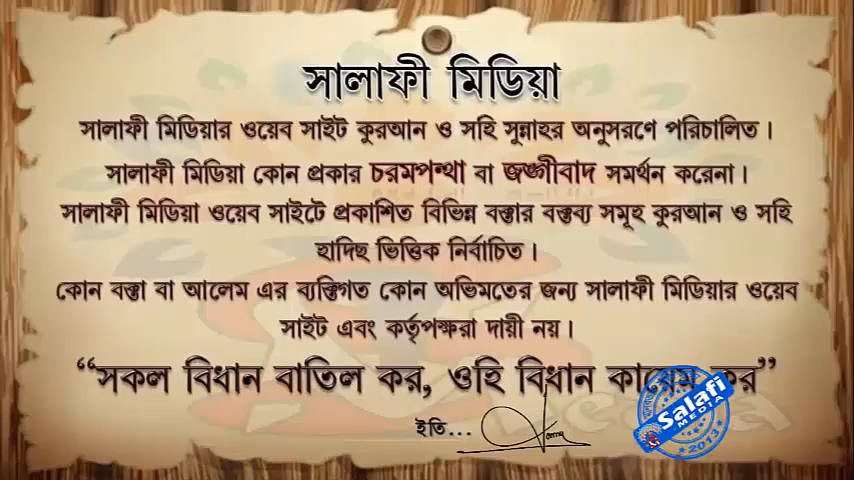 সালাফী মিডিয়া
সালাফী মিডিয়ার ওয়েব সাইট কুরআন ও সহি সুন্নাহর অনুসরণে পরিচালিত।
সালাফী মিডিয়া কোন প্রকার চরমপন্থা বা জঙ্গীবাদ সমর্থন করেনা।
সালাফী মিডিয়া ওয়েব সাইটে প্রকাশিত বিভিন্ন বক্তার বক্তব্য সমূহ কুরআন ও সহি
হাদিছ ভিত্তিক নির্বাচিত।
কোন বক্তা বা আলেম এর ব্যক্তিগত কোন অভিমতের জন্য সালাফী মিডিয়ার ওয়েব
সাইট এবং কর্তৃপক্ষরা দায়ী নয়।
“সকল বিধান বাতিল কর, ওহি বিধান কায়েম কর”
ইতি...
Salafi
MEDIA
2013